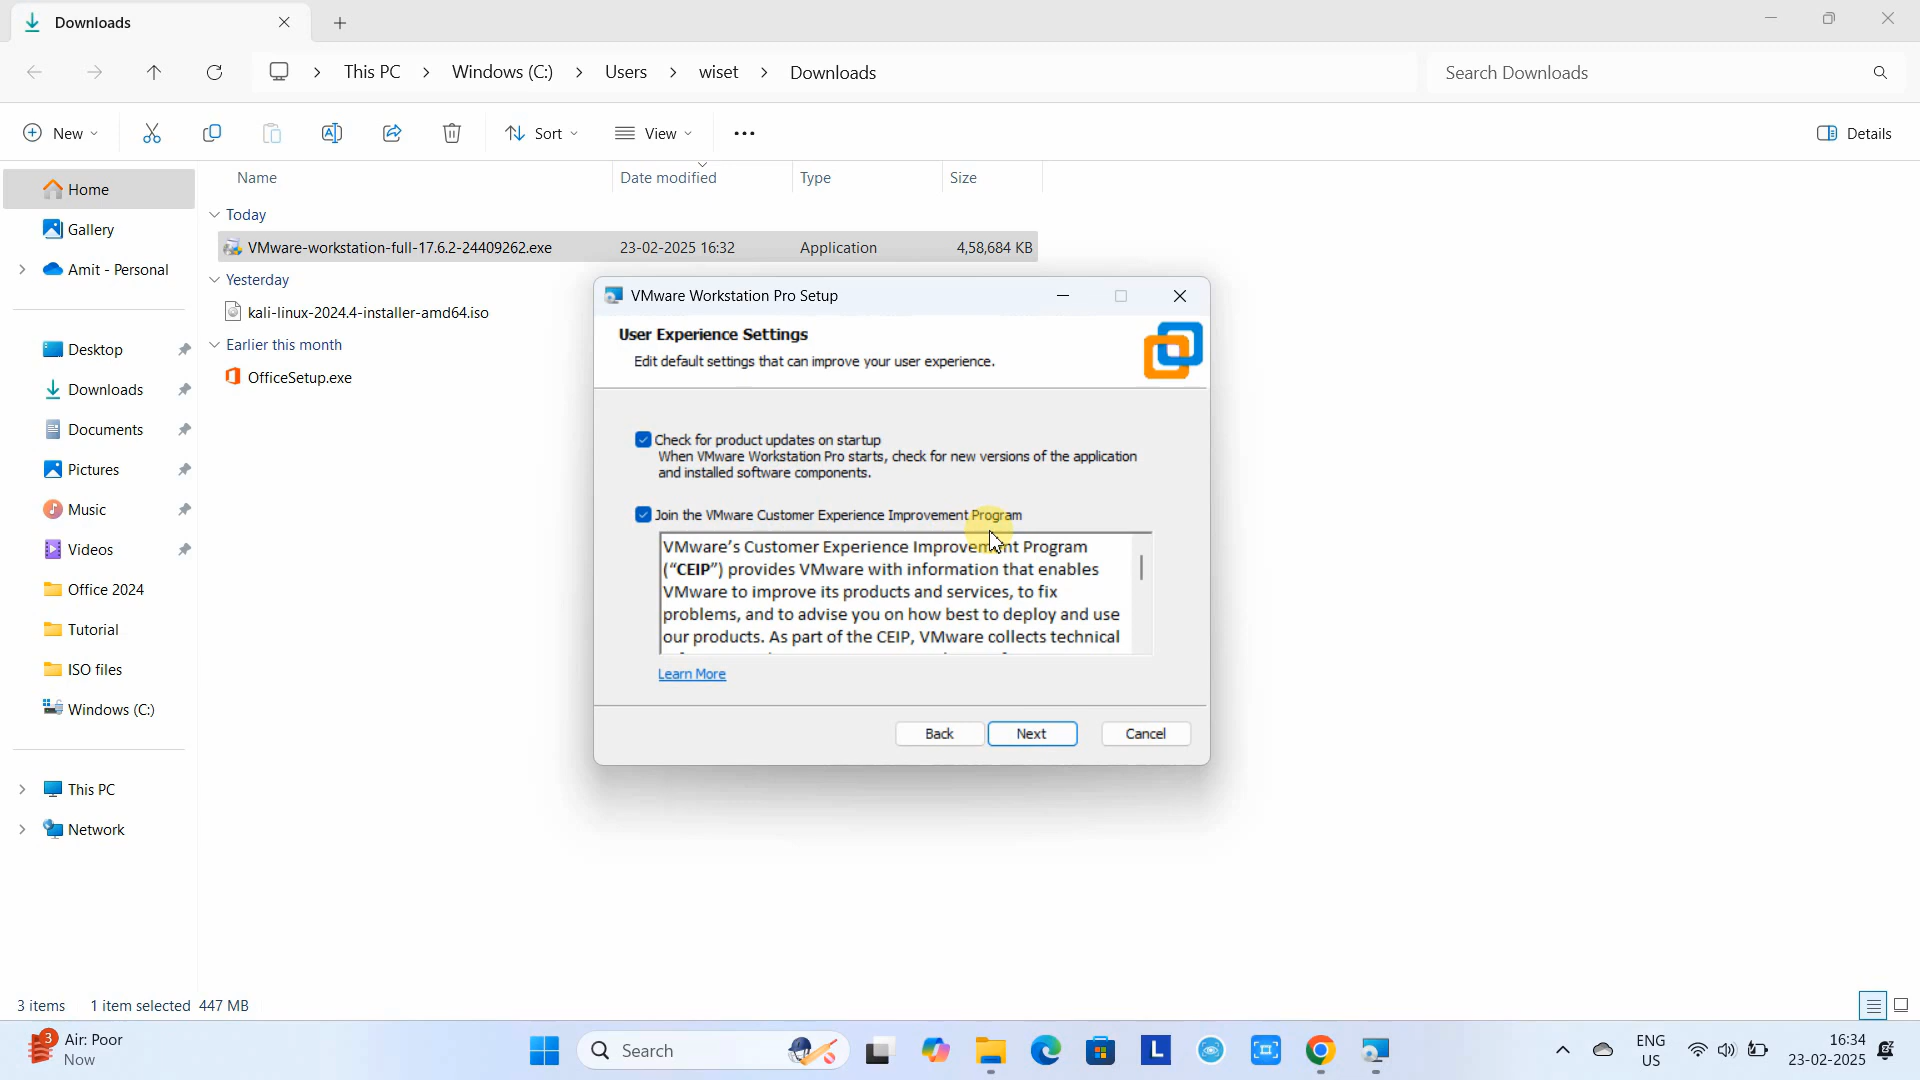 Downloads
This PC
Windows (C:)
Users
wiset
Downloads
Search Downloads
New
Sort
View
Details
Name
Date modified
Type
Size
Home
Gallery
Amit - Personal
Desktop
Downloads
Documents
Pictures
Music
Videos
Office 2024
Tutorial
ISO files
Windows (C:)
This PC
Network
Today
VMware-workstation-full-17.6.2-24409262.exe 23-02-2025 16:32 Application 4,58,684 KB
Yesterday
kali-linux-2024.4-installer-amd64.iso
Earlier this month
OfficeSetup.exe
VMware Workstation Pro Setup
User Experience Settings
Edit default settings that can improve your user experience.
Check for product updates on startup
When VMware Workstation Pro starts, check for new versions of the application
and installed software components.
Join the VMware Customer Experience Improvement Program
VMware's Customer Experience Improvement Program
("CEIP") provides VMware with information that enables
VMware to improve its products and services, to fix
problems, and to advise you on how best to deploy and use
our products. As part of the CEIP, VMware collects technical
Learn More
Back
Next
Cancel
3 items 1 item selected 447 MB
3
Air: Poor
Now
Search
L
ENG
US
16:34
23-02-2025